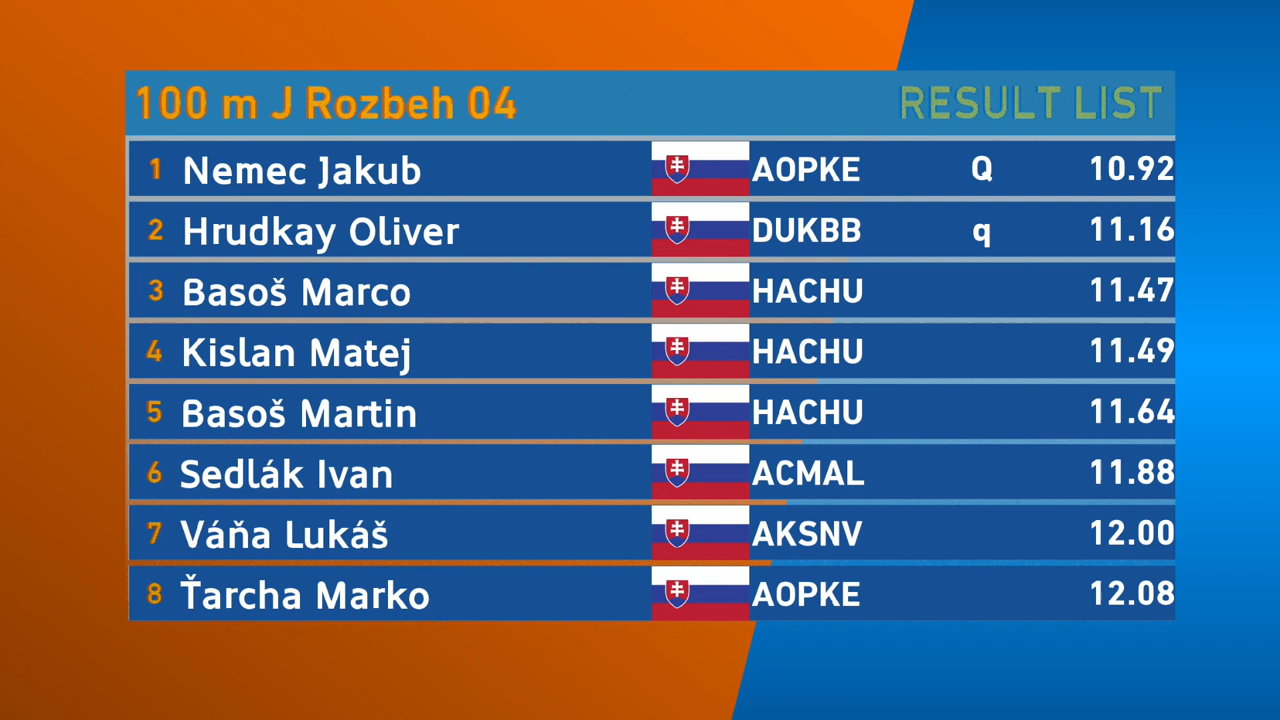 100 m J Rozbeh 04 RESULT LIST
1 Nemec Jakub AOPKE Q 10.92
2 Hrudkay Oliver DUKBB q 11.16
3 Basoš Marco HACHU 11.47
4 Kislan Matej HACHU 11.49
5 Basoš Martin HACHU 11.64
6 Sedlák Ivan ACMAL 11.88
7 Váňa Lukáš AKSNV 12.00
8 Ťarcha Marko AOPKE 12.08